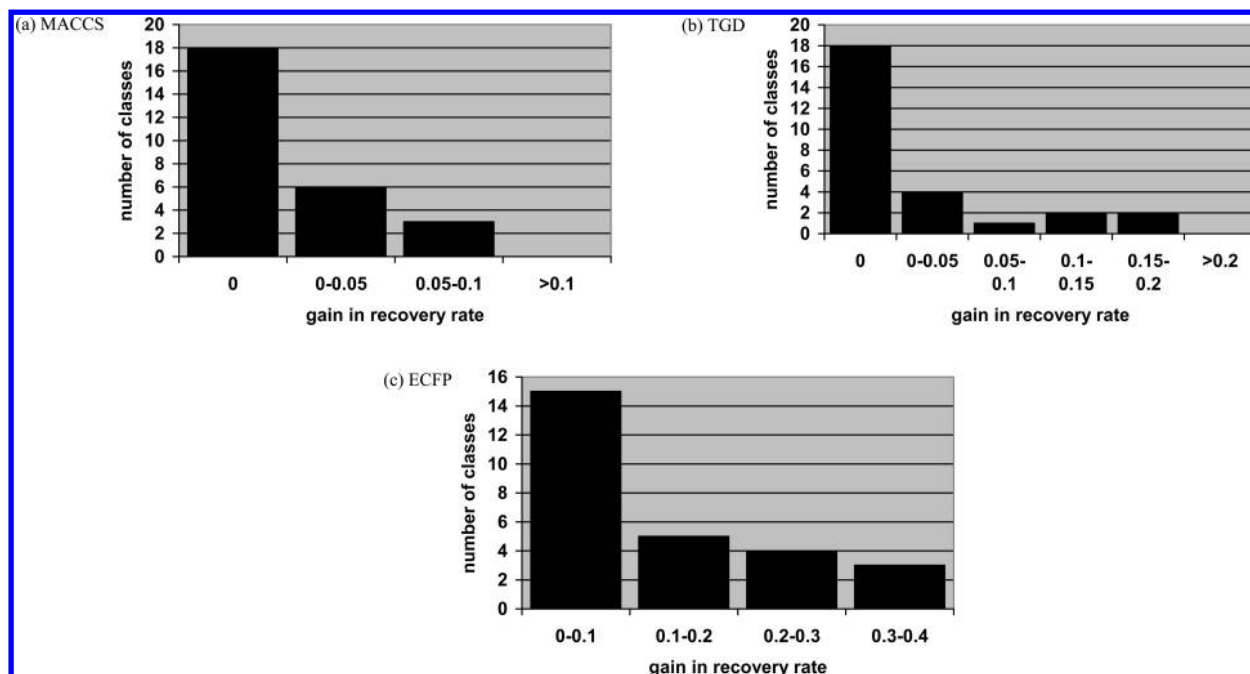 (a) MACCS
number of classes
20
18
16
14
12
10
8
6
4
2
0
0 0-0.05 0.05-0.1 >0.1
gain in recovery rate
(b) TGD
number of classes
20
18
16
14
12
10
8
6
4
2
0
0 0-0.05 0.05- 0.1- 0.15- >0.2
0.1 0.15 0.2
gain in recovery rate
(c) ECFP
number of classes
16
14
12
10
8
6
4
2
0
0-0.1 0.1-0.2 0.2-0.3 0.3-0.4
gain in recovery rate